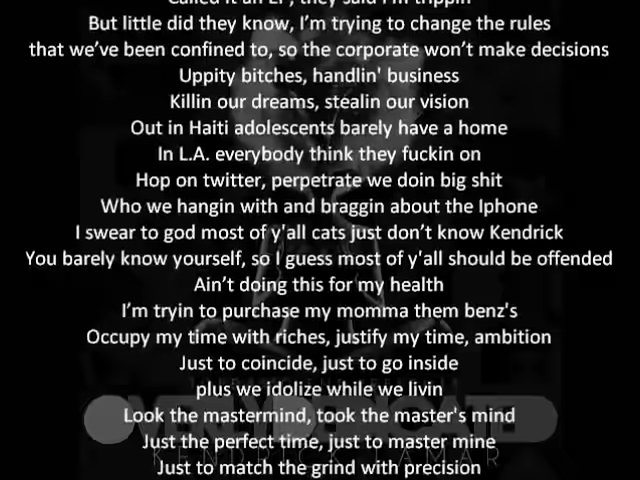 Called it an EP, they said I'm trippin
But little did they know, I'm trying to change the rules
that we've been confined to, so the corporate won't make decisions
Uppity bitches, handlin' business
Killin our dreams, stealin our vision
Out in Haiti adolescents barely have a home
In L.A. everybody think they fuckin on
Hop on twitter, perpetrate we doin big shit
Who we hangin with and braggin about the Iphone
I swear to god most of y'all cats just don't know Kendrick
You barely know yourself, so I guess most of y'all should be offended
Ain't doing this for my health
I'm tryin to purchase my momma them benz's
Occupy my time with riches, justify my time, ambition
Just to coincide, just to go inside
plus we idolize while we livin
Look the mastermind, took the master's mind
Just the perfect time, just to master mine
KENDRICK LAMAR
Just to match the grind with precision